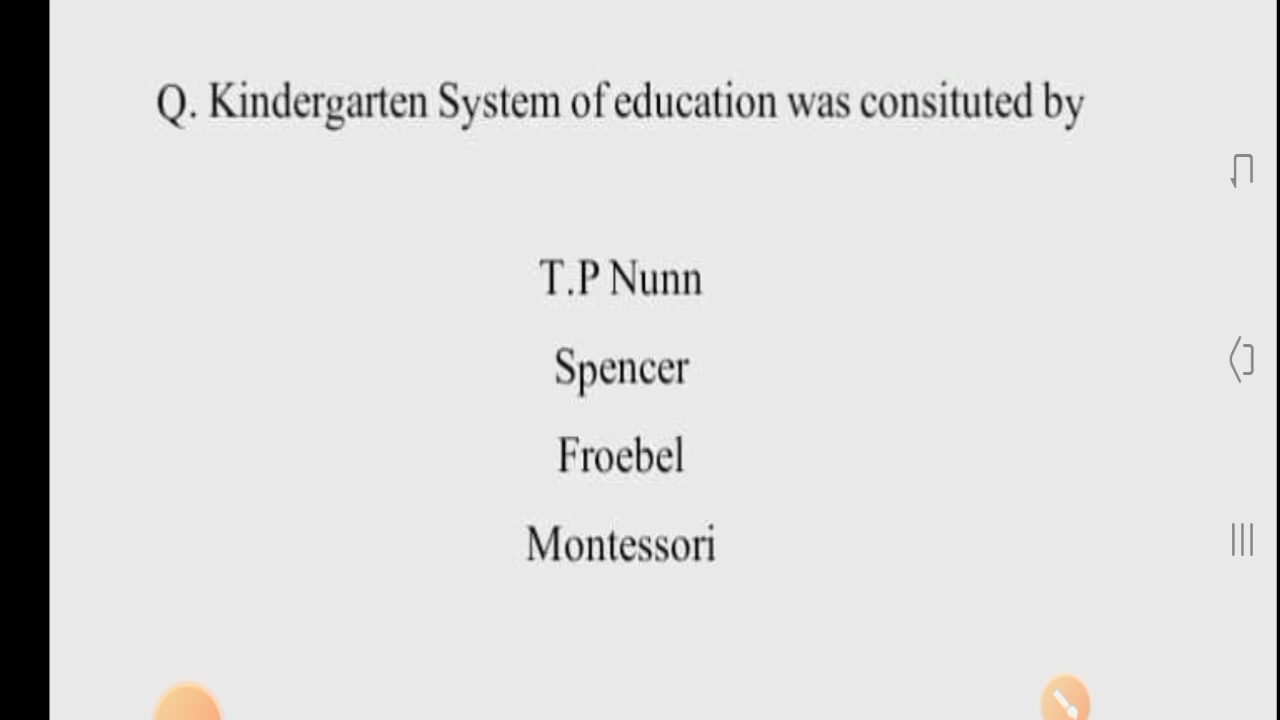 Q. Kindergarten System of education was consituted by
T.P Nunn
Spencer
Froebel
Montessori